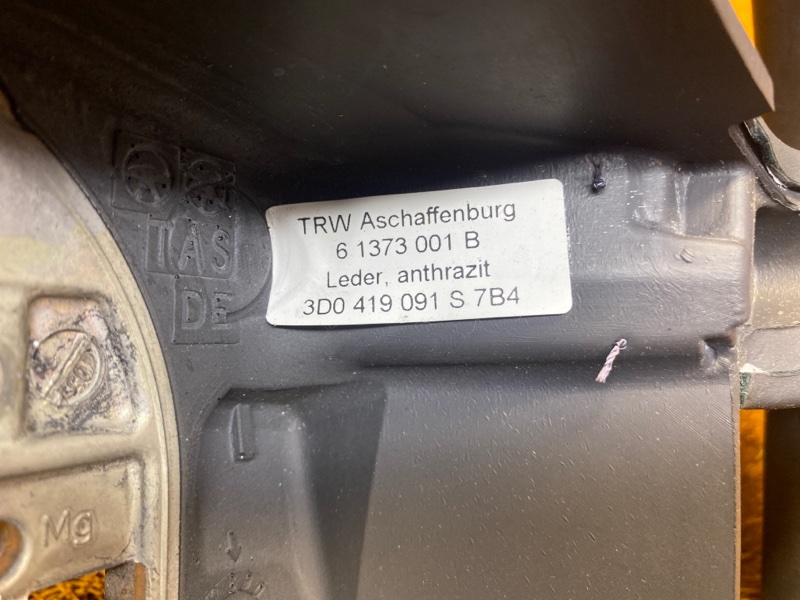 TRW Aschaffenburg
6 1373 001 B
Leder, anthrazit
3D0 419 091 S 7B4
TAS
DE
Mg